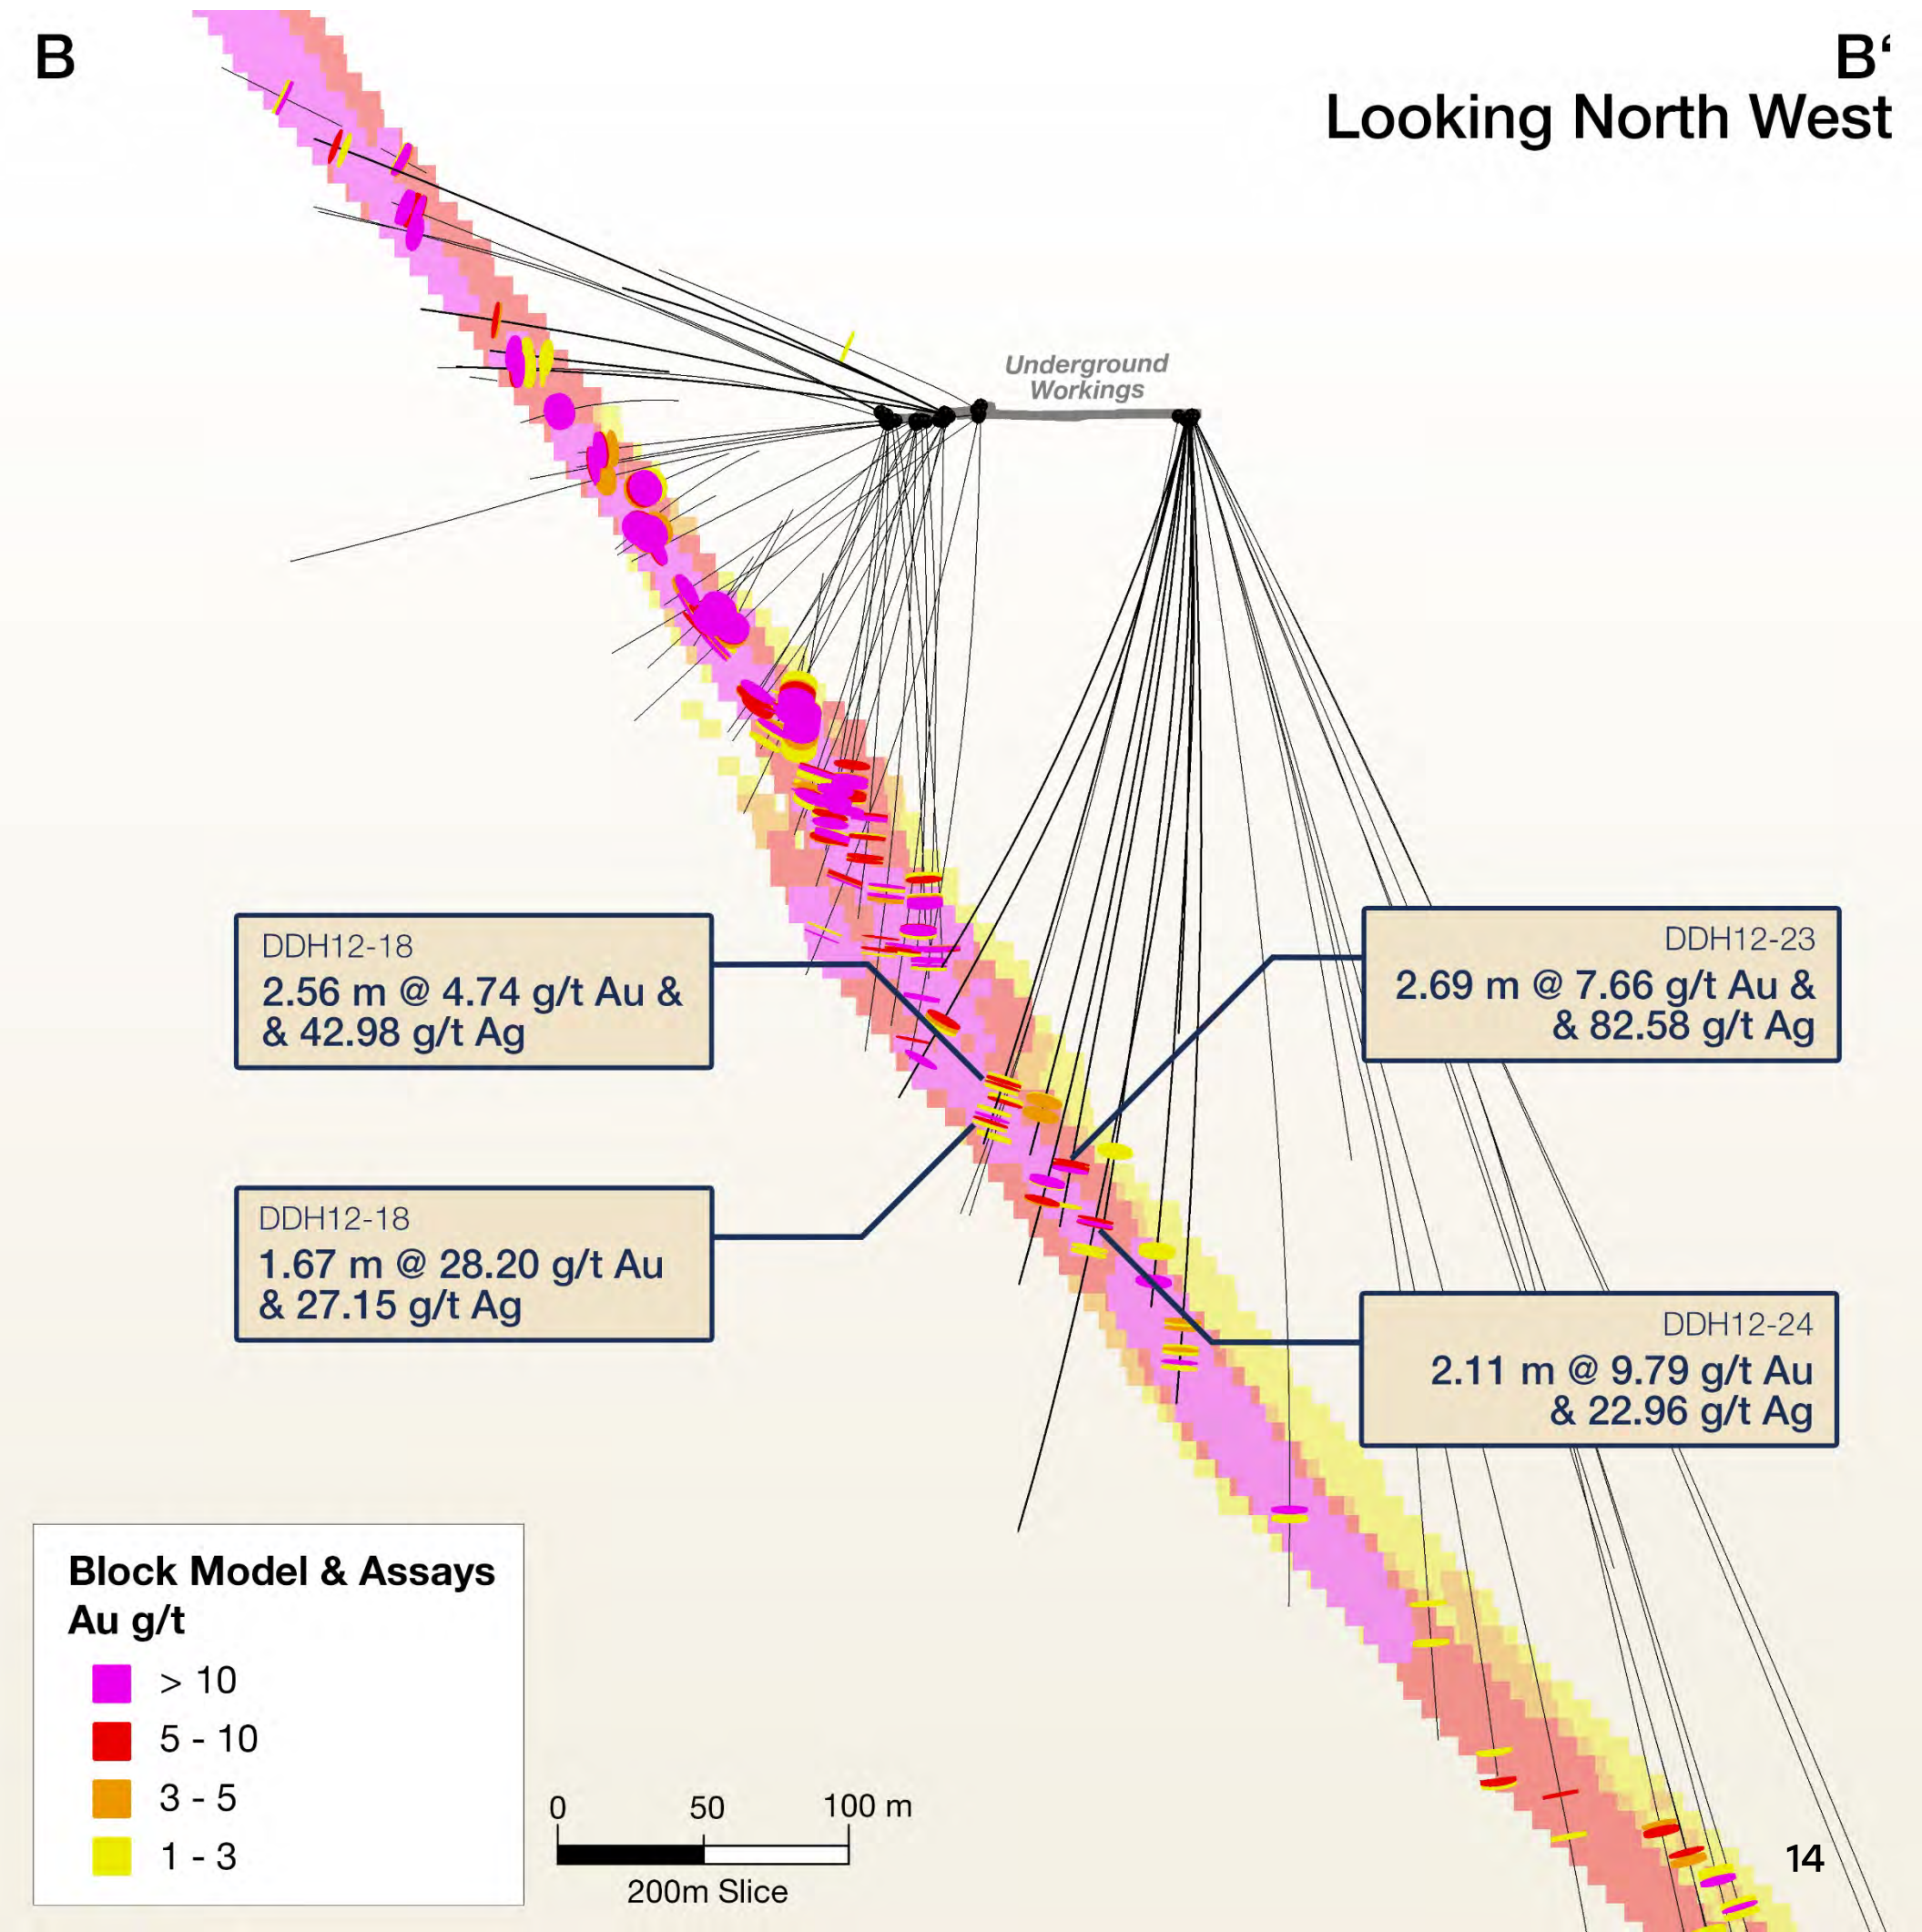 B
B‘
Looking North West
Underground
Workings
DDH12-18
2.56 m @ 4.74 g/t Au &
& 42.98 g/t Ag
DDH12-23
2.69 m @ 7.66 g/t Au &
& 82.58 g/t Ag
DDH12-18
1.67 m @ 28.20 g/t Au
& 27.15 g/t Ag
DDH12-24
2.11 m @ 9.79 g/t Au
& 22.96 g/t Ag
Block Model & Assays
Au g/t
> 10
5 - 10
3 - 5
1 - 3
0 50 100 m
200m Slice
14